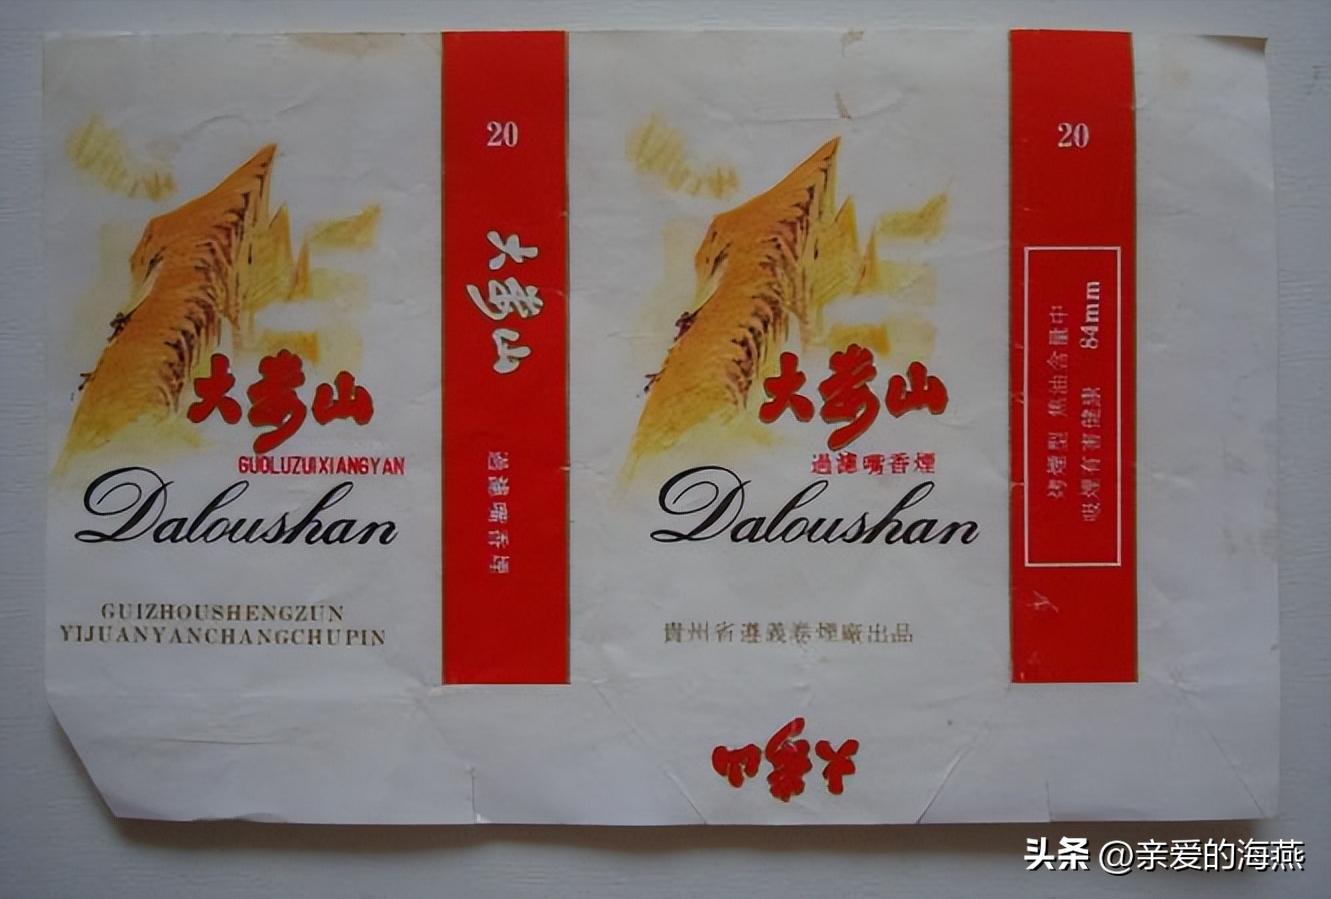 大娄山
GUOLUZUIXIANGYAN
Daloushan
GUIZHOUSHENGZUN
YIJUANYANCHANGCHUPIN
20
大娄山
過濾嘴香煙
大娄山
過濾嘴香煙
Daloushan
貴州省遵義卷煙廠出品
大娄山
20
烤煙型 焦油含量中
吸煙有害健康 84mm
头条 @亲爱的海燕